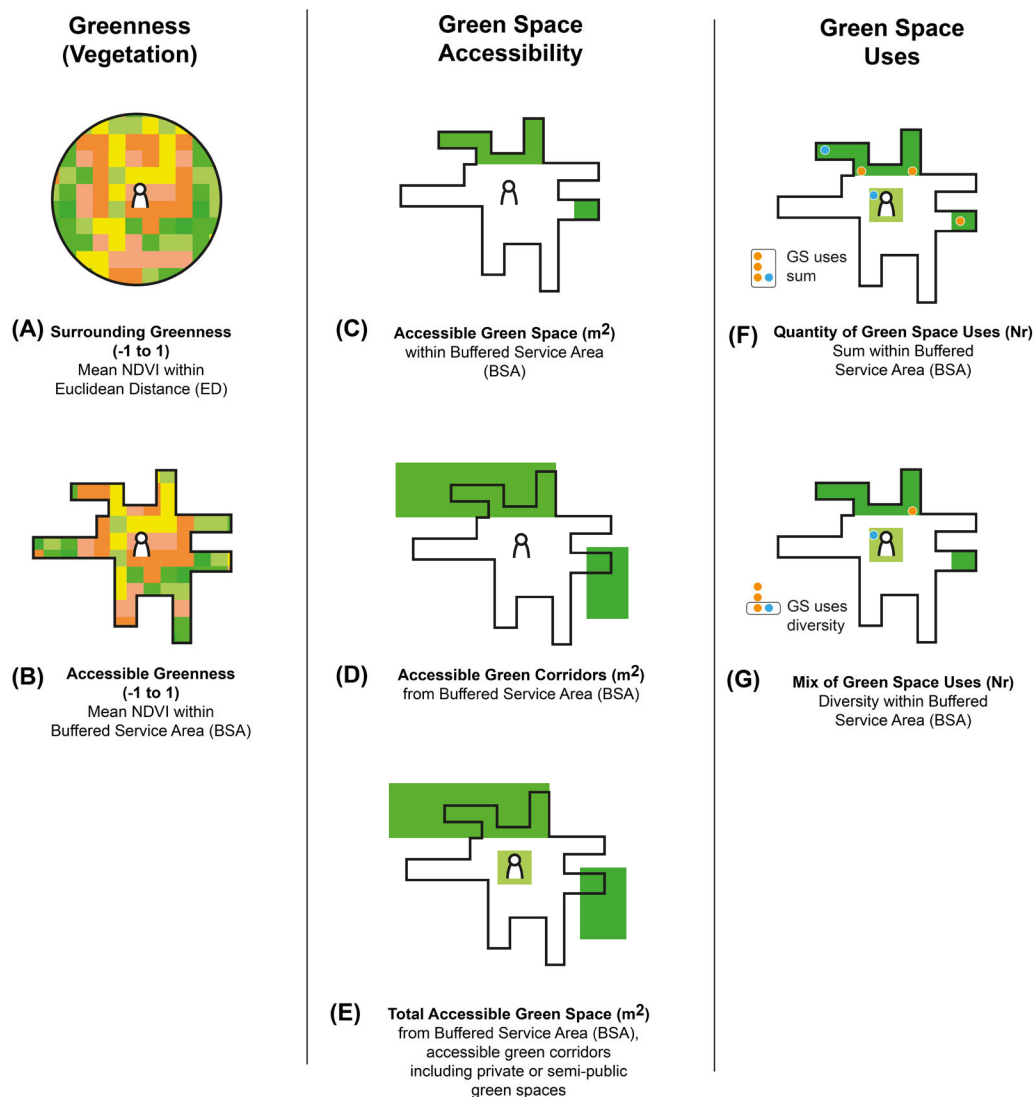 Greenness
(Vegetation)
(A) Surrounding Greenness
(-1 to 1)
Mean NDVI within
Euclidean Distance (ED)
(B) Accessible Greenness
(-1 to 1)
Mean NDVI within
Buffered Service Area (BSA)
Green Space
Accessibility
(C) Accessible Green Space (m²)
within Buffered Service Area
(BSA)
(D) Accessible Green Corridors (m²)
from Buffered Service Area (BSA)
(E) Total Accessible Green Space (m²)
from Buffered Service Area (BSA),
accessible green corridors
including private or semi-public
green spaces
Green Space
Uses
GS uses
sum
(F) Quantity of Green Space Uses (Nr)
Sum within Buffered
Service Area (BSA)
GS uses
diversity
(G) Mix of Green Space Uses (Nr)
Diversity within Buffered
Service Area (BSA)